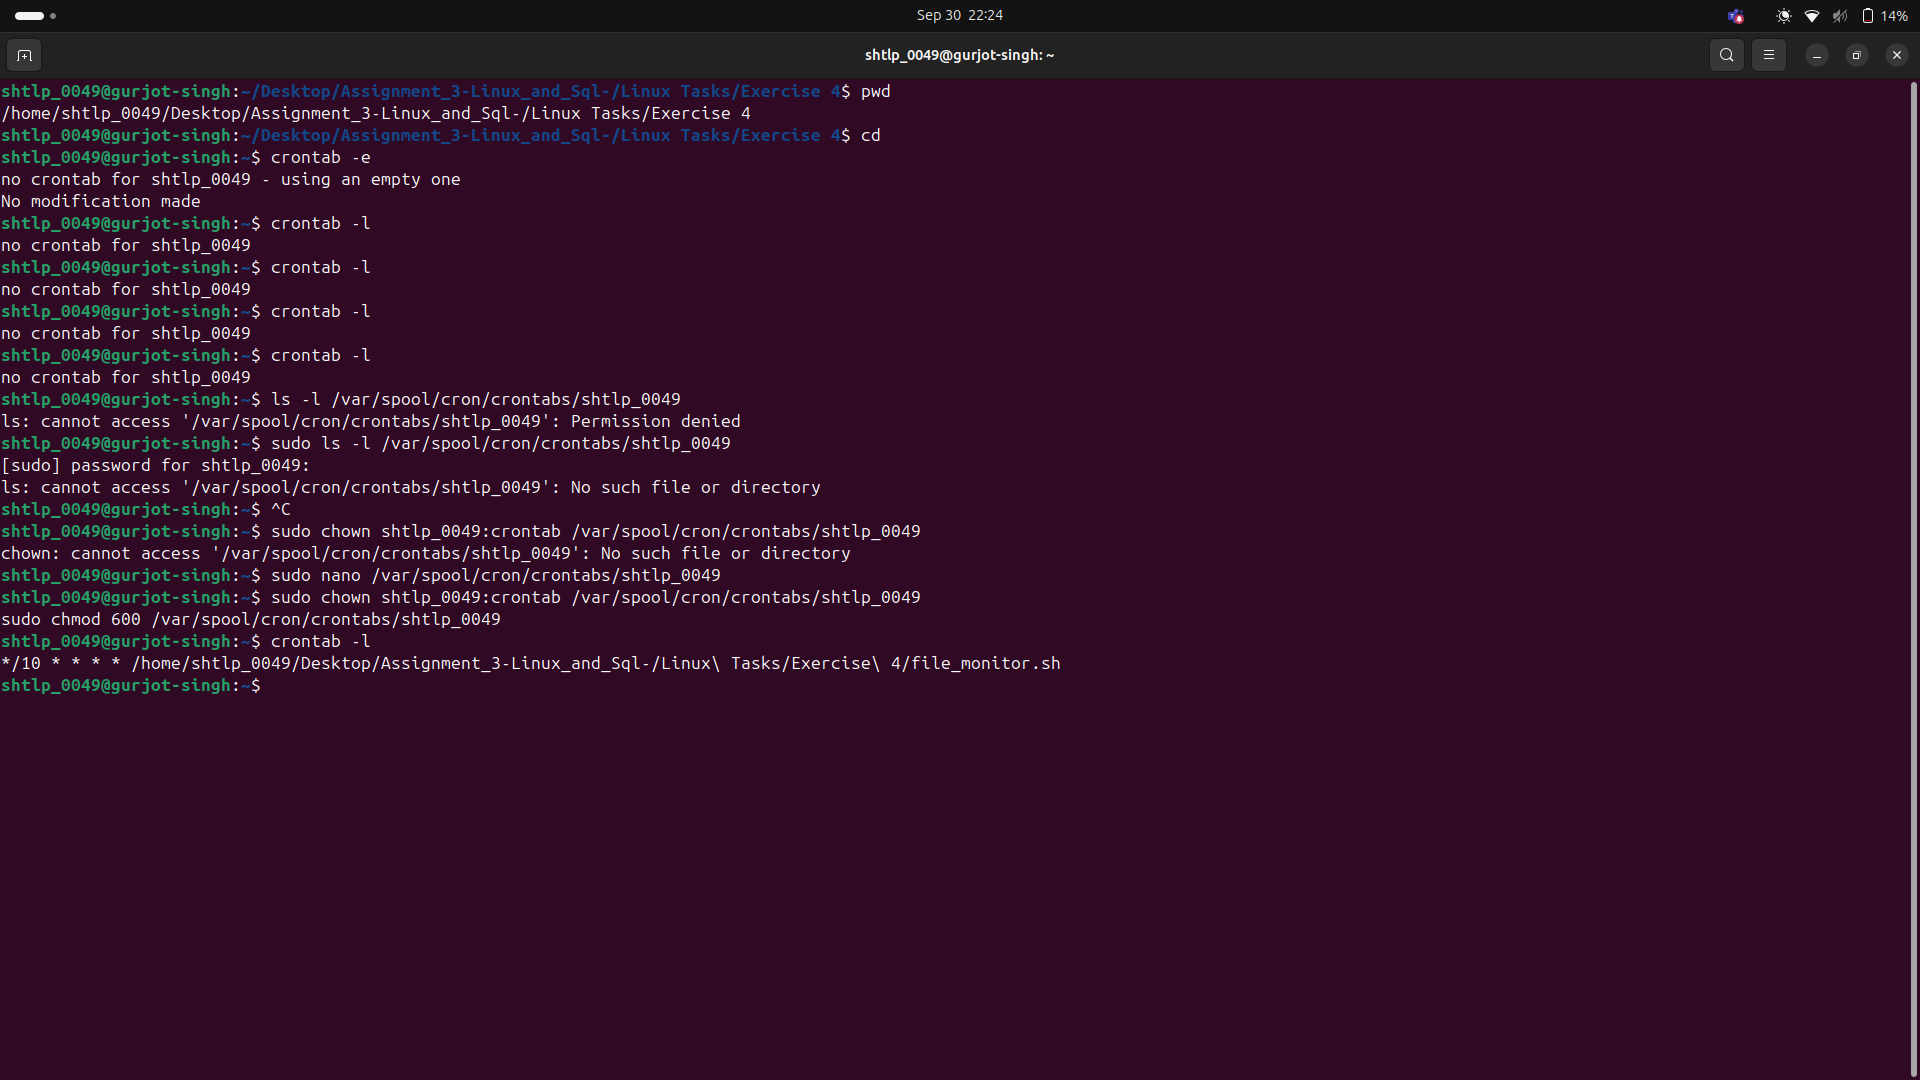 Sep 30 22:24
14%
shtlp_0049@gurjot-singh: ~
shtlp_0049@gurjot-singh:~/Desktop/Assignment_3-Linux_and_Sql-/Linux Tasks/Exercise 4$ pwd
/home/shtlp_0049/Desktop/Assignment_3-Linux_and_Sql-/Linux Tasks/Exercise 4
shtlp_0049@gurjot-singh:~/Desktop/Assignment_3-Linux_and_Sql-/Linux Tasks/Exercise 4$ cd
shtlp_0049@gurjot-singh:~$ crontab -e
no crontab for shtlp_0049 - using an empty one
No modification made
shtlp_0049@gurjot-singh:~$ crontab -l
no crontab for shtlp_0049
shtlp_0049@gurjot-singh:~$ crontab -l
no crontab for shtlp_0049
shtlp_0049@gurjot-singh:~$ crontab -l
no crontab for shtlp_0049
shtlp_0049@gurjot-singh:~$ crontab -l
no crontab for shtlp_0049
shtlp_0049@gurjot-singh:~$ ls -l /var/spool/cron/crontabs/shtlp_0049
ls: cannot access '/var/spool/cron/crontabs/shtlp_0049': Permission denied
shtlp_0049@gurjot-singh:~$ sudo ls -l /var/spool/cron/crontabs/shtlp_0049
[sudo] password for shtlp_0049:
ls: cannot access '/var/spool/cron/crontabs/shtlp_0049': No such file or directory
shtlp_0049@gurjot-singh:~$ ^C
shtlp_0049@gurjot-singh:~$ sudo chown shtlp_0049:crontab /var/spool/cron/crontabs/shtlp_0049
chown: cannot access '/var/spool/cron/crontabs/shtlp_0049': No such file or directory
shtlp_0049@gurjot-singh:~$ sudo nano /var/spool/cron/crontabs/shtlp_0049
shtlp_0049@gurjot-singh:~$ sudo chown shtlp_0049:crontab /var/spool/cron/crontabs/shtlp_0049
sudo chmod 600 /var/spool/cron/crontabs/shtlp_0049
shtlp_0049@gurjot-singh:~$ crontab -l
*/10 * * * * /home/shtlp_0049/Desktop/Assignment_3-Linux_and_Sql-/Linux\ Tasks/Exercise\ 4/file_monitor.sh
shtlp_0049@gurjot-singh:~$